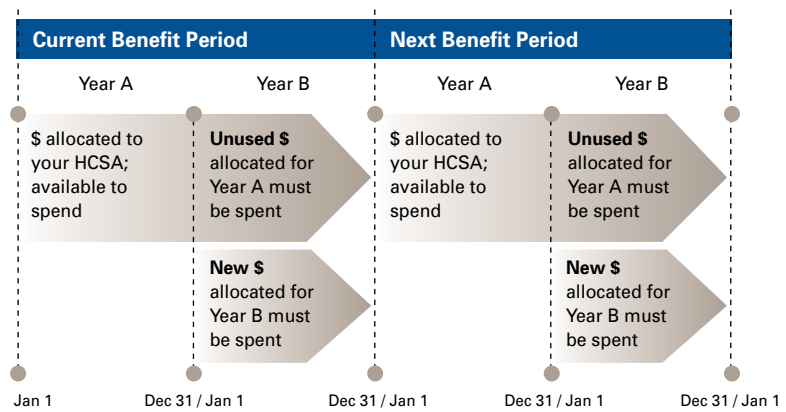 Current Benefit Period
Next Benefit Period
Year A
Year B
Year A
Year B
$ allocated to
your HCSA;
available to
spend
Unused $
allocated for
Year A must
be spent
$ allocated to
your HCSA;
available to
spend
Unused $
allocated for
Year A must
be spent
New $
allocated for
Year B must
be spent
New $
allocated for
Year B must
be spent
Jan 1
Dec 31 / Jan 1
Dec 31 / Jan 1
Dec 31 / Jan 1
Dec 31 / Jan 1